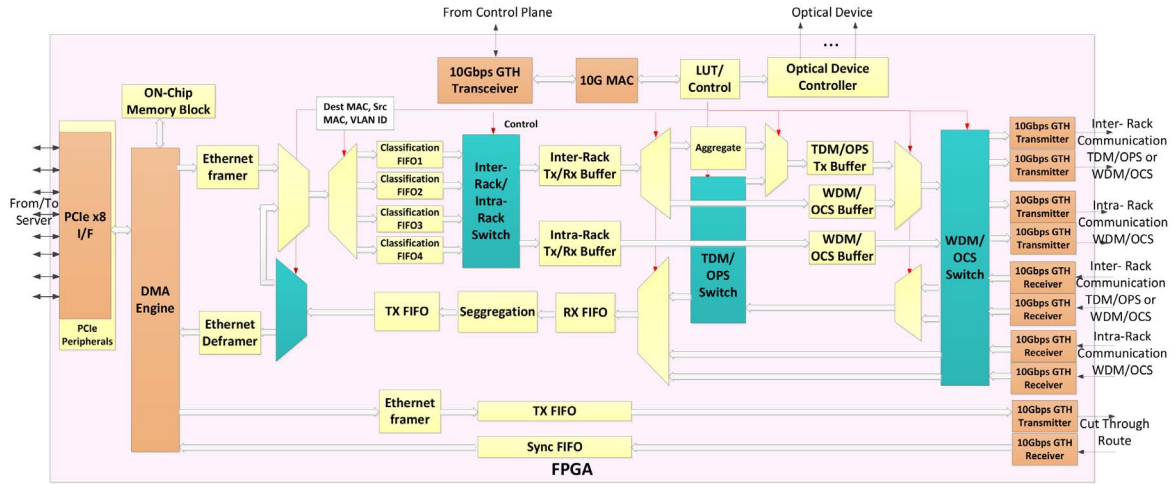 From Control Plane
Optical Device
...
10Gbps GTH
Transceiver
10G MAC
LUT/
Control
Optical Device
Controller
ON-Chip
Memory Block
Dest MAC, Src
MAC, VLAN ID
Control
PCIe x8
I/F
PCIe
Peripherals
From/To
Server
DMA
Engine
Ethernet
framer
Classification
FIFO1
Classification
FIFO2
Classification
FIFO3
Classification
FIFO4
Inter-
Rack/
Intra-
Rack
Switch
Inter-Rack
Tx/Rx Buffer
Intra-Rack
Tx/Rx Buffer
Aggregate
TDM/
OPS
Switch
TDM/OPS
Tx Buffer
WDM/
OCS Buffer
WDM/
OCS Buffer
WDM/
OCS
Switch
10Gbps GTH
Transmitter
10Gbps GTH
Transmitter
10Gbps GTH
Transmitter
10Gbps GTH
Transmitter
10Gbps GTH
Receiver
10Gbps GTH
Receiver
10Gbps GTH
Receiver
10Gbps GTH
Receiver
Inter- Rack
Communication
TDM/OPS or
WDM/OCS
Intra- Rack
Communication
WDM/OCS
Inter- Rack
Communication
TDM/OPS or
WDM/OCS
Intra-Rack
Communication
WDM/OCS
Ethernet
Deframer
TX FIFO
Seggregation
RX FIFO
Ethernet
framer
TX FIFO
Sync FIFO
10Gbps GTH
Transmitter
10Gbps GTH
Receiver
Cut Through
Route
FPGA